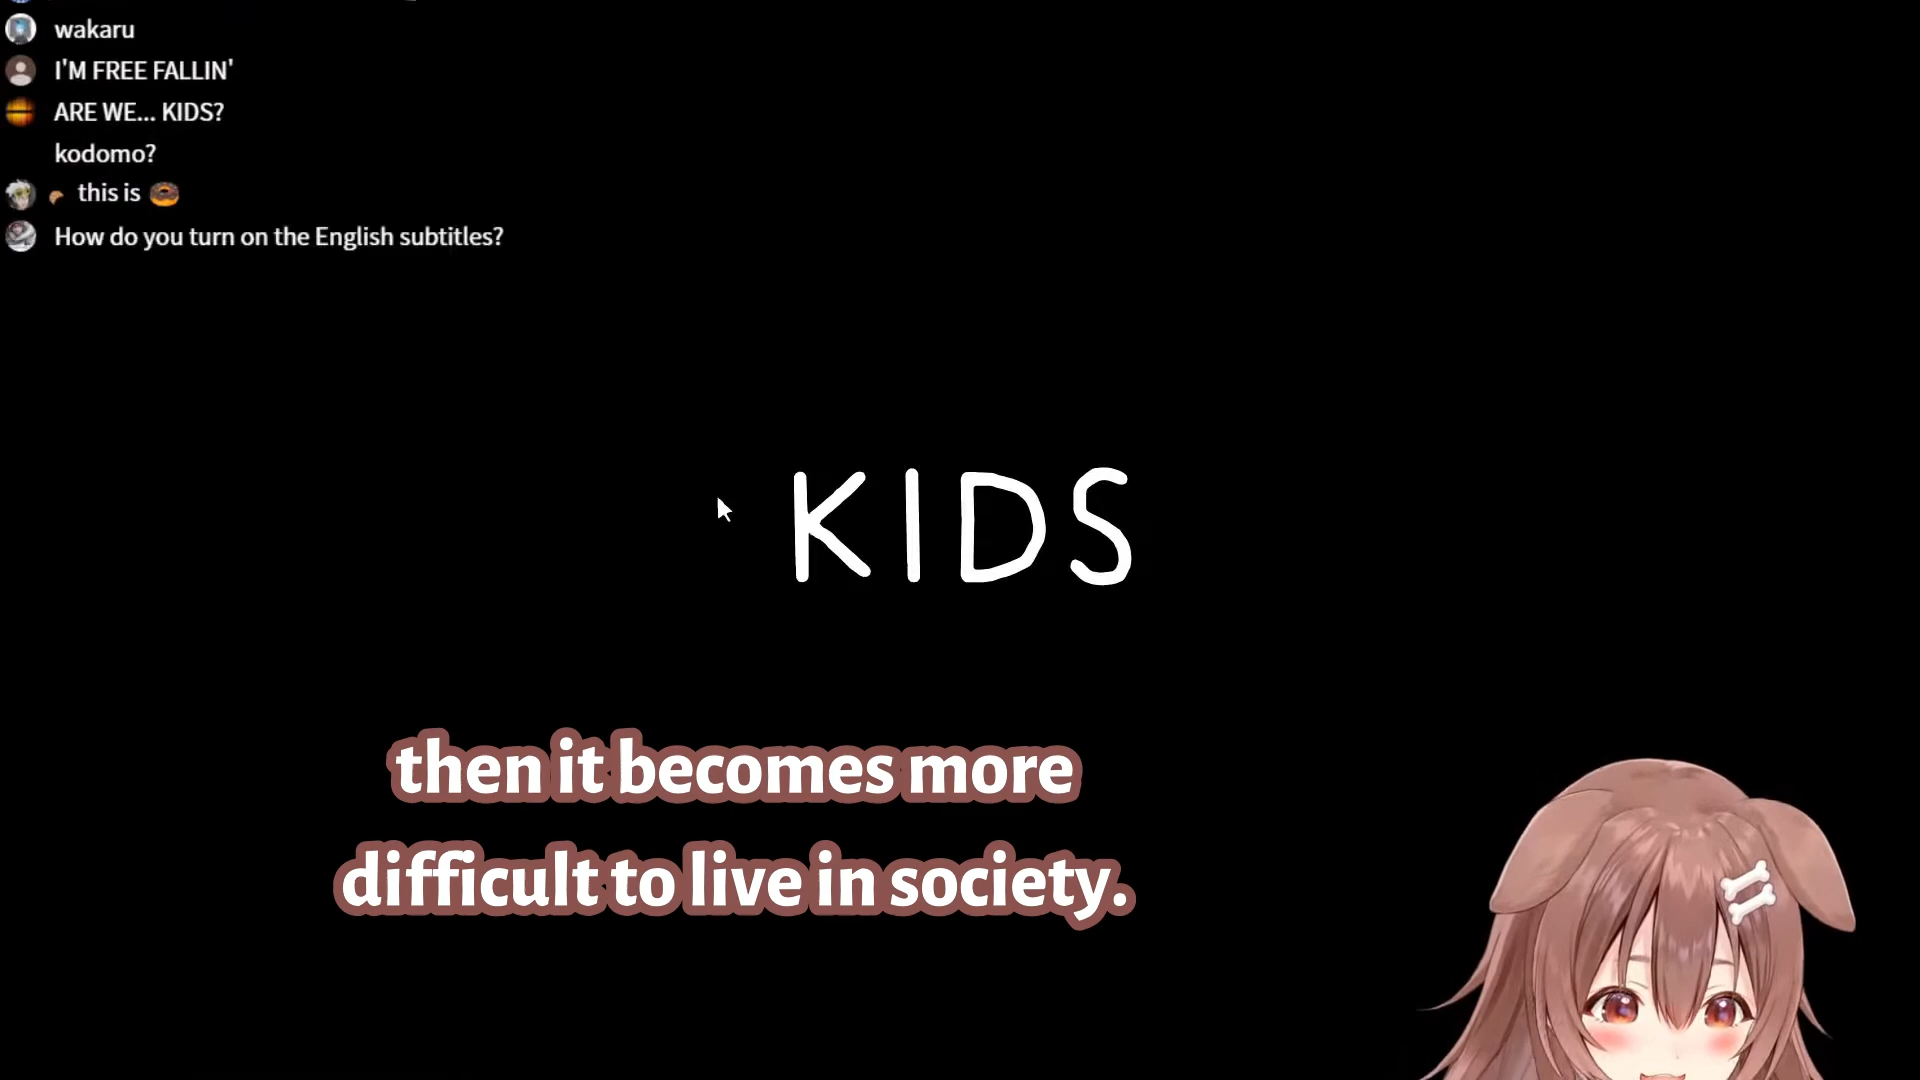 wakaru
I'M FREE FALLIN'
ARE WE... KIDS?
kodomo?
this is 🍩
How do you turn on the English subtitles?
KIDS
then it becomes more
difficult to live in society.